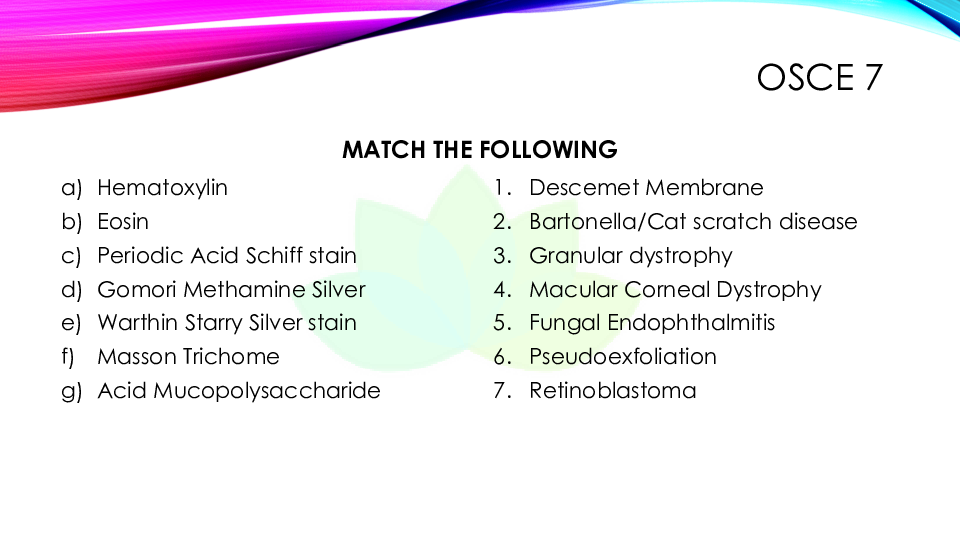 OSCE 7
MATCH THE FOLLOWING
a) Hematoxylin
b) Eosin
c) Periodic Acid Schiff stain
d) Gomori Methamine Silver
e) Warthin Starry Silver stain
f) Masson Trichome
g) Acid Mucopolysaccharide
1. Descemet Membrane
2. Bartonella/Cat scratch disease
3. Granular dystrophy
4. Macular Corneal Dystrophy
5. Fungal Endophthalmitis
6. Pseudoexfoliation
7. Retinoblastoma